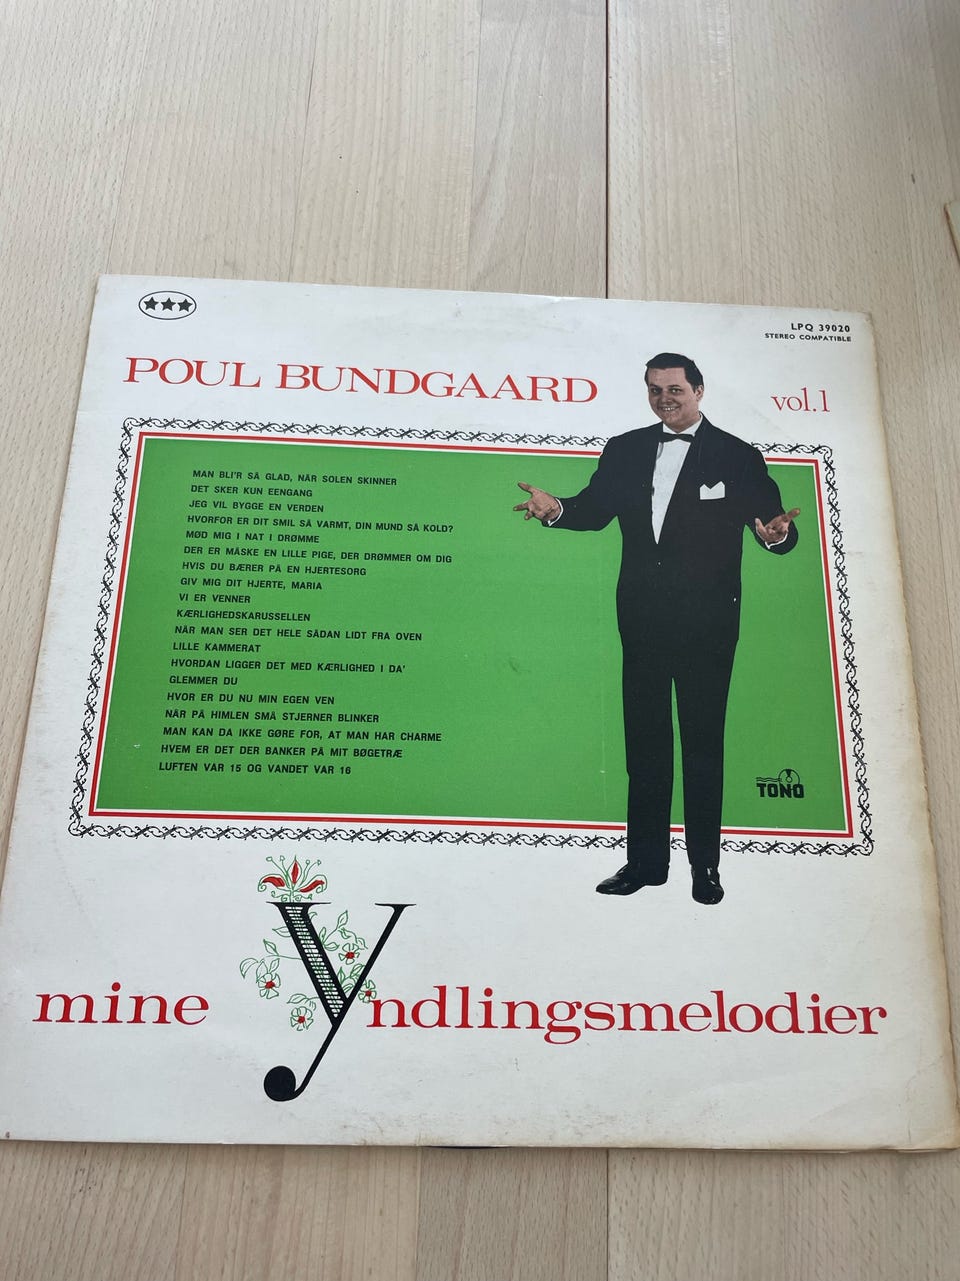 LPQ 39020
STEREO COMPATIBLE
POUL BUNDGAARD
vol.1
MAN BLI'R SÅ GLAD, NÅR SOLEN SKINNER
DET SKER KUN EENGANG
JEG VIL BYGGE EN VERDEN
HVORFOR ER DIT SMIL SÅ VARMT, DIN MUND SÅ KOLD?
MØD MIG I NAT I DRØMME
DER ER MÅSKE EN LILLE PIGE, DER DRØMMER OM DIG
HVIS DU BÆRER PÅ EN HJERTESORG
GIV MIG DIT HJERTE, MARIA
VI ER VENNER
KÆRLIGHEDSKARUSSELLEN
NÅR MAN SER DET HELE SÅDAN LIDT FRA OVEN
LILLE KAMMERAT
HVORDAN LIGGER DET MED KÆRLIGHED I DA'
GLEMMER DU
HVOR ER DU NU MIN EGEN VEN
NÅR PÅ HIMLEN SMÅ STJERNER BLINKER
MAN KAN DA IKKE GØRE FOR, AT MAN HAR CHARME
HVEM ER DET DER BANKER PÅ MIT BØGETRÆ
LUFTEN VAR 15 OG VANDET VAR 16
TONO
mine yndlingsmelodier